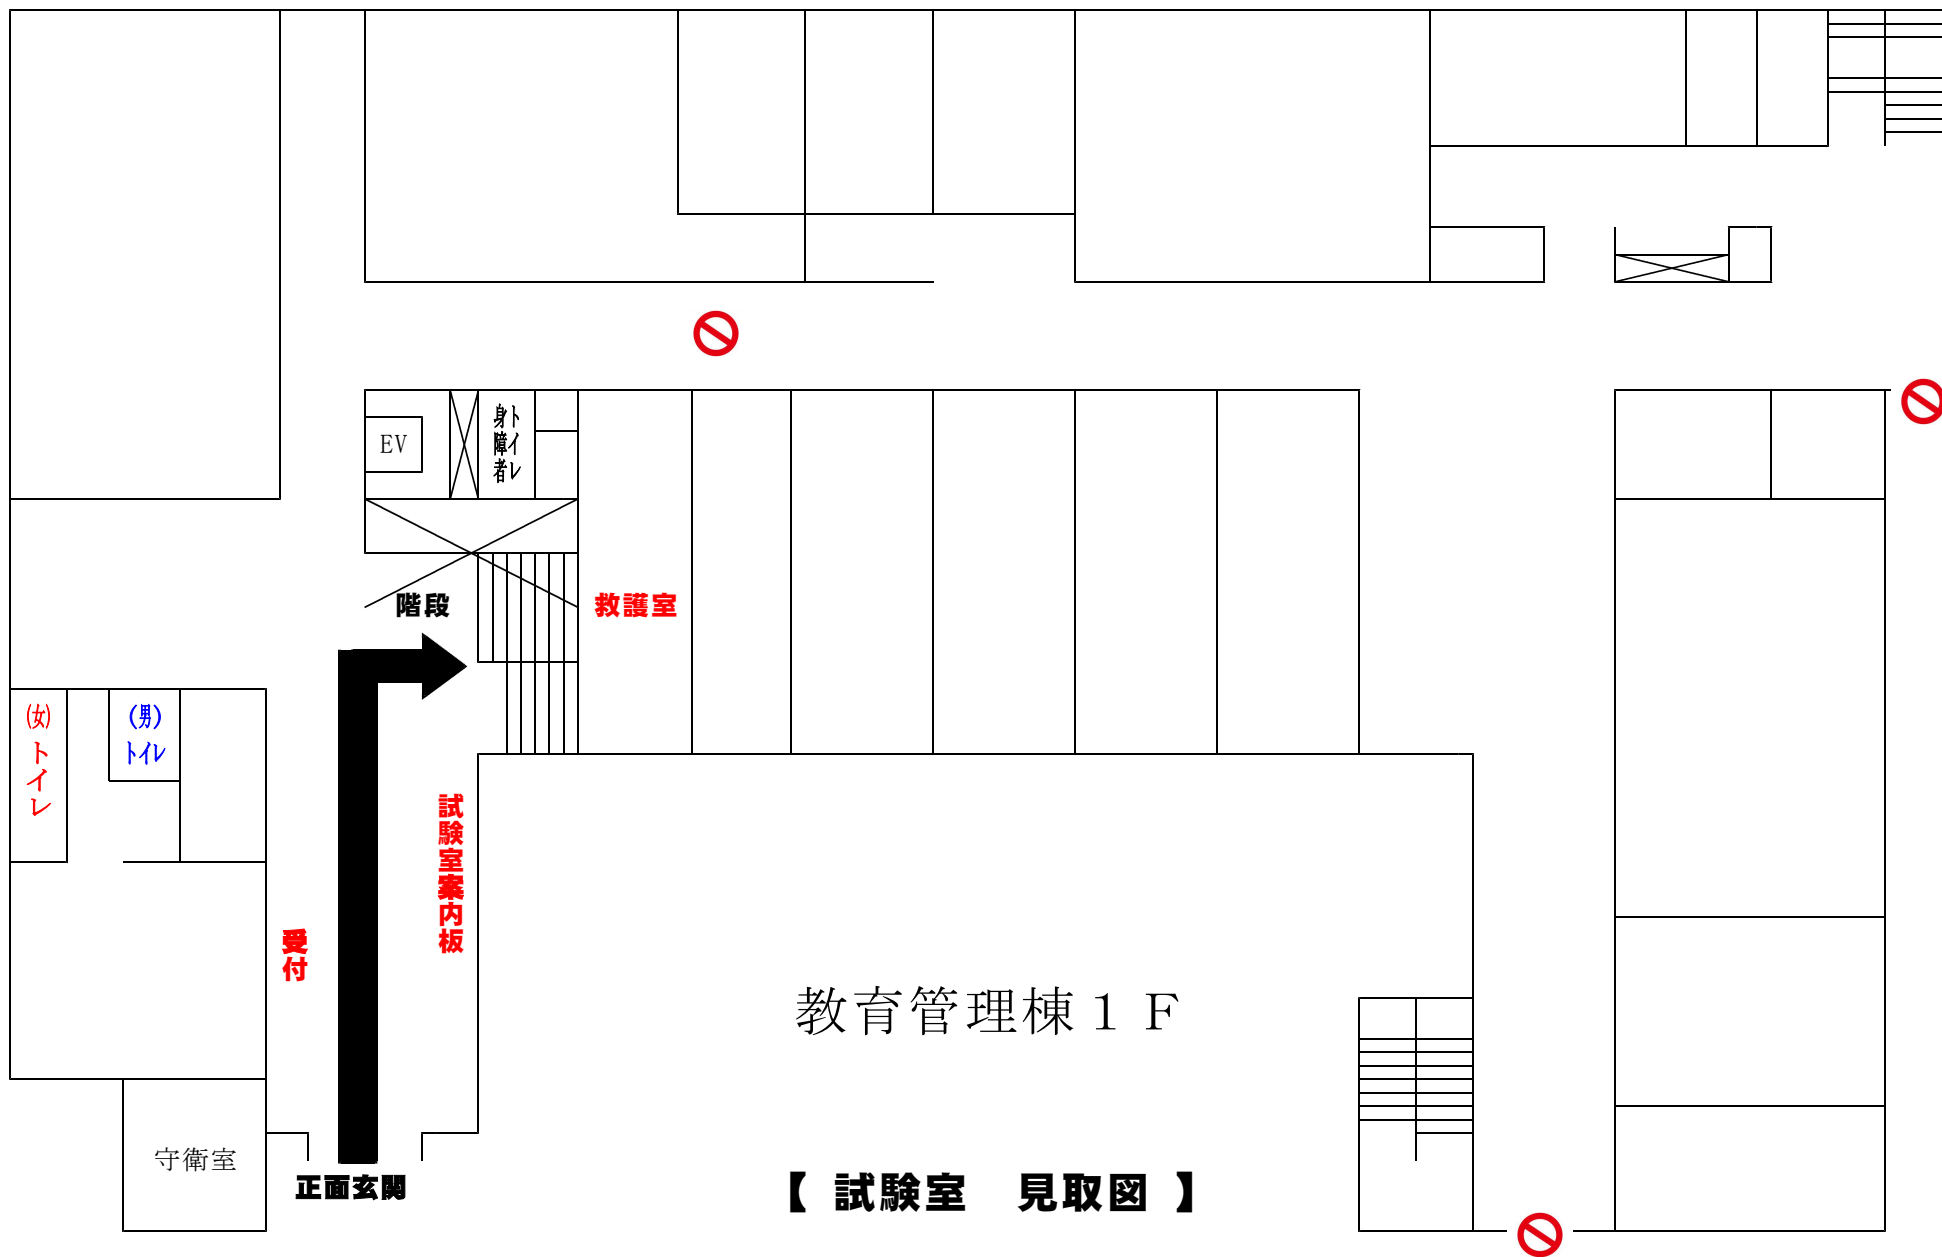 EV
身障者
トイレ
階段
救護室
(女)
トイレ
(男)
トイレ
試験室案内板
受付
教育管理棟1F
守衛室
正面玄関
【 試験室　見取図 】